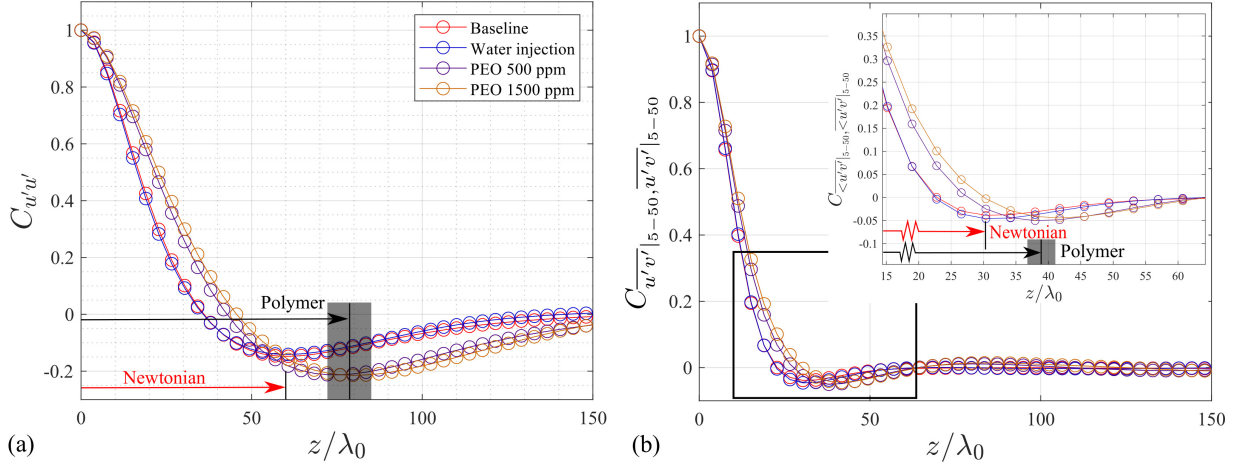 (a)
C_{u'u'}
1
0.8
0.6
0.4
0.2
0
-0.2
Baseline
Water injection
PEO 500 ppm
PEO 1500 ppm
Polymer
Newtonian
0 50 100 150
z/λ₀
(b)
C_{\overline{u'v'}|_{5-50},\overline{u'v'}|_{5-50}}
1
0.8
0.6
0.4
0.2
0
0 50 100 150
z/λ₀
C_{\overline{<u'v'}|_{5-50},<\overline{u'v'}|_{5-50}}
0.35
0.3
0.25
0.2
0.15
0.1
0.05
0
-0.05
-0.1
Newtonian
Polymer
15 20 25 30 35 40 45 50 55 60
z/λ₀